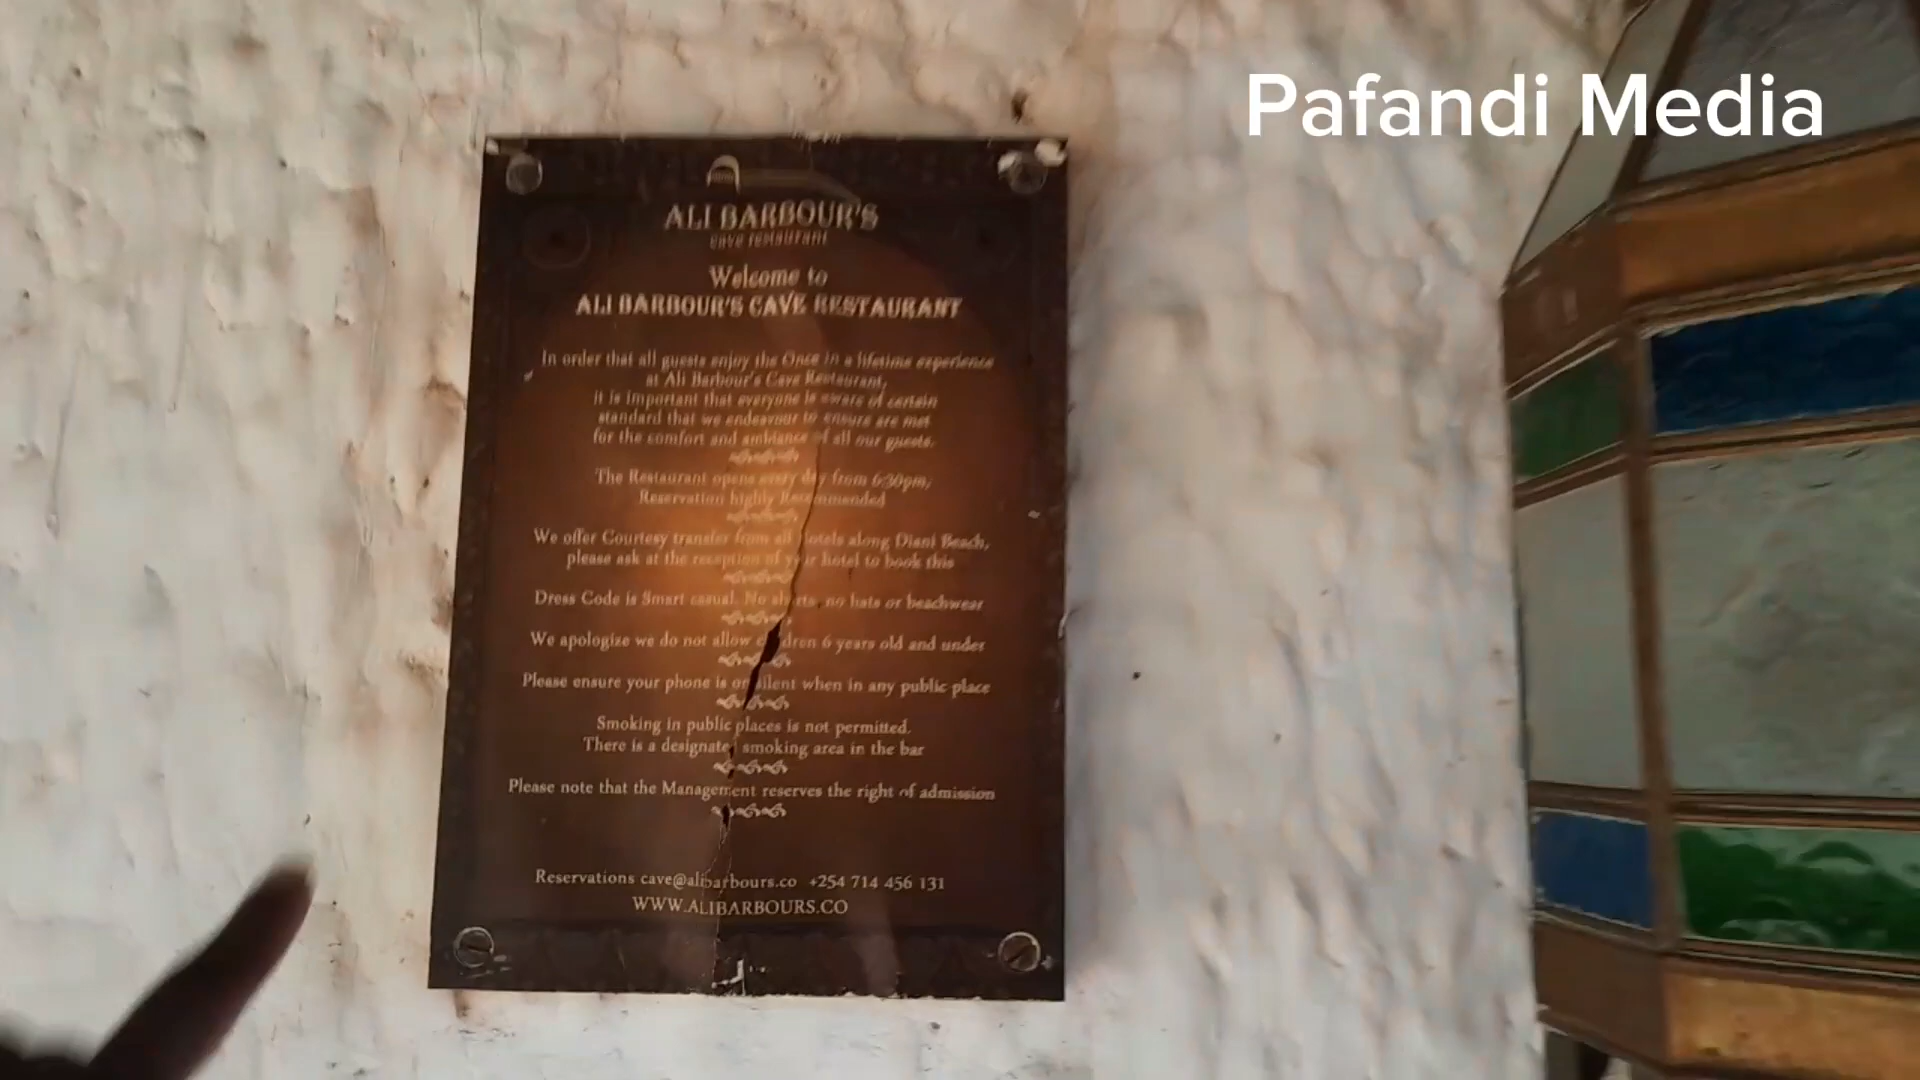 Pafandi Media
ALI BARBOUR'S
cave restaurant
Welcome to
ALI BARBOUR'S CAVE RESTAURANT
In order that all guests enjoy the Once in a lifetime experience
at Ali Barbour's Cave Restaurant,
it is important that everyone is aware of certain
standard that we endeavour to ensure are met
for the comfort and ambiance of all our guests.
The Restaurant opens every day from 6:30pm,
Reservation highly Recommended
We offer Courtesy transfer from all hotels along Diani Beach,
please ask at the reception of your hotel to book this
Dress Code is Smart casual. No shorts, no hats or beachwear
We apologize we do not allow children 6 years old and under
Please ensure your phone is on silent when in any public place
Smoking in public places is not permitted.
There is a designated smoking area in the bar
Please note that the Management reserves the right of admission
Reservations cave@alibarbours.co +254 714 456 131
WWW.ALIBARBOURS.CO